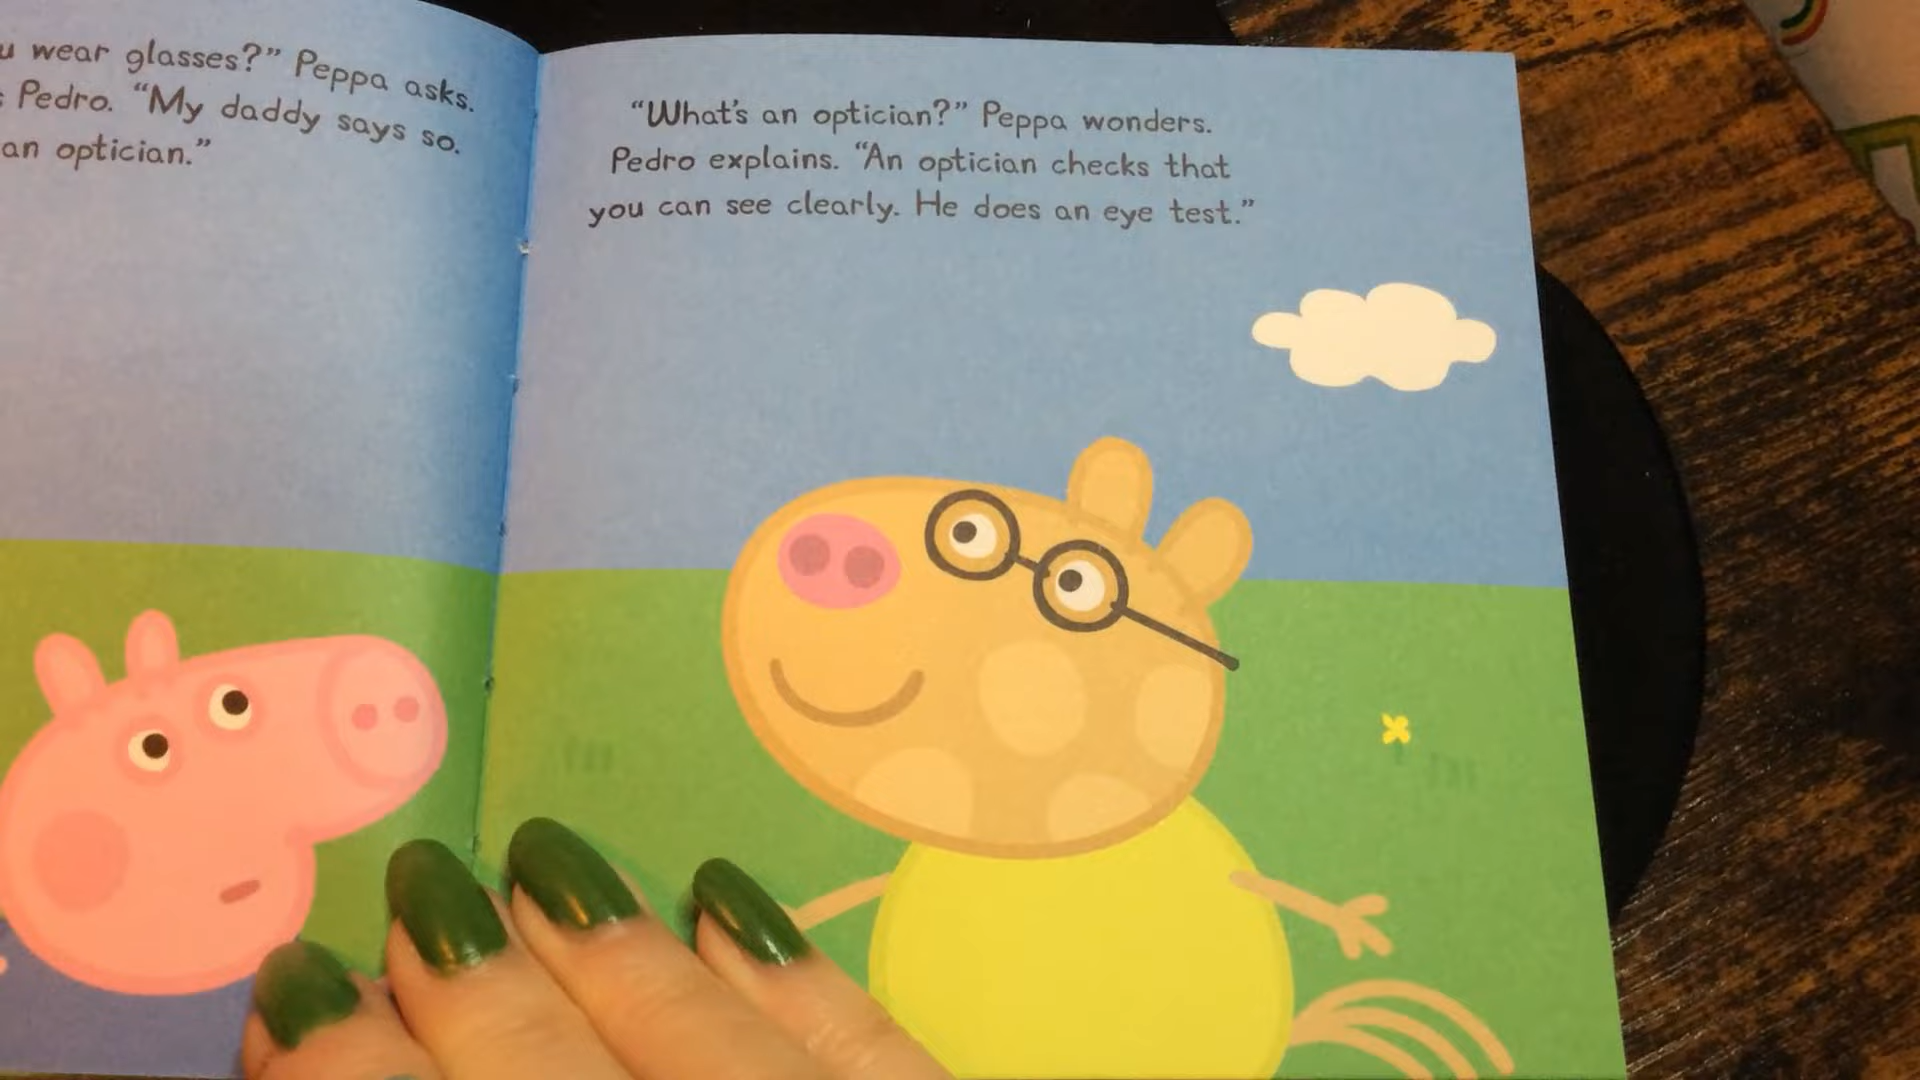 wear glasses?” Peppa asks.
Pedro. “My daddy says so.
an optician.”
“What's an optician?” Peppa wonders.
Pedro explains. “An optician checks that
you can see clearly. He does an eye test.”